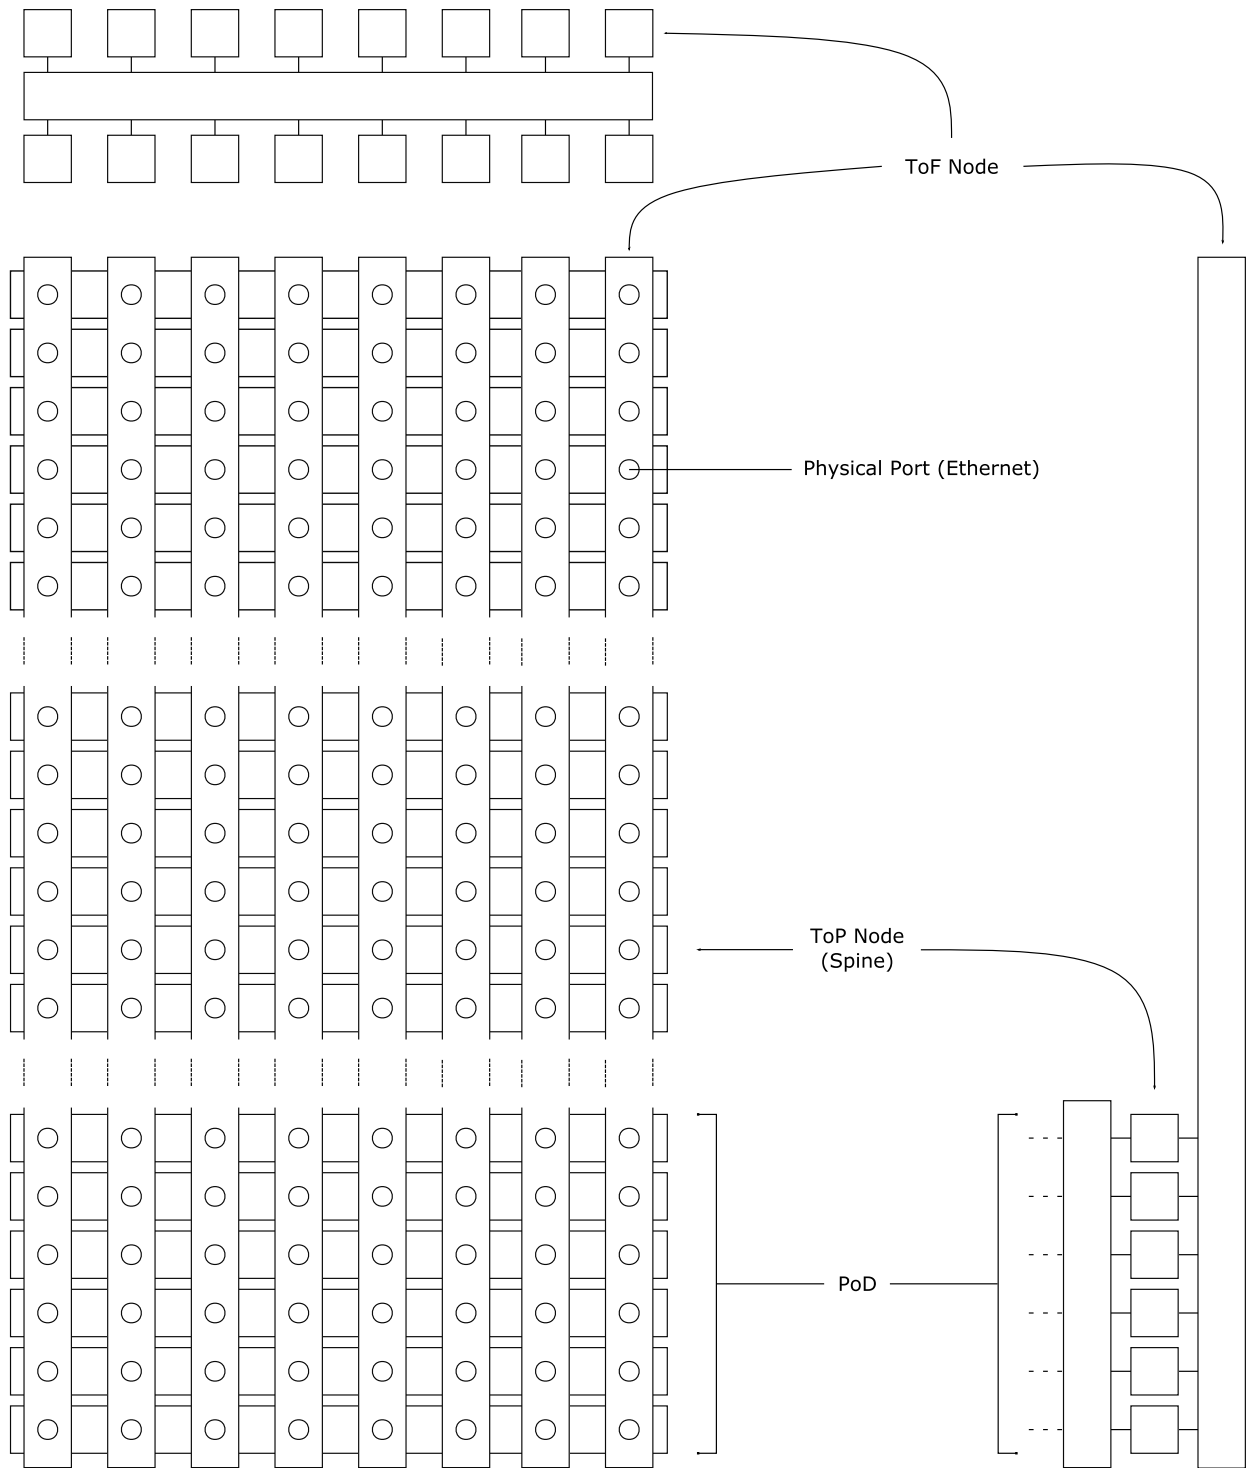 ToF Node
Physical Port (Ethernet)
ToP Node
(Spine)
PoD